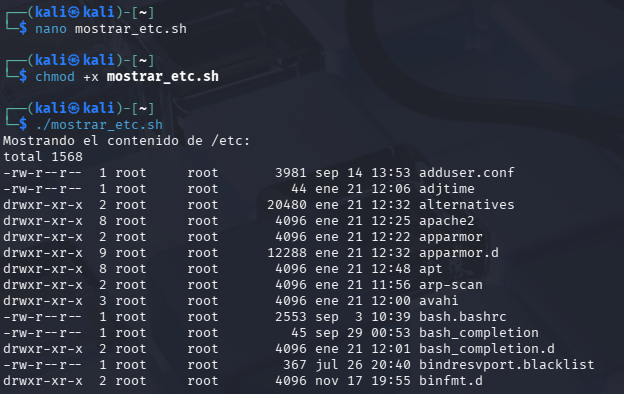 ┌──(kali㉿kali)-[~]
└─$ nano mostrar_etc.sh
┌──(kali㉿kali)-[~]
└─$ chmod +x mostrar_etc.sh
┌──(kali㉿kali)-[~]
└─$ ./mostrar_etc.sh
Mostrando el contenido de /etc:
total 1568
-rw-r--r-- 1 root root 3981 sep 14 13:53 adduser.conf
-rw-r--r-- 1 root root 44 ene 21 12:06 adjtime
drwxr-xr-x 2 root root 20480 ene 21 12:32 alternatives
drwxr-xr-x 8 root root 4096 ene 21 12:25 apache2
drwxr-xr-x 2 root root 4096 ene 21 12:22 apparmor
drwxr-xr-x 9 root root 12288 ene 21 12:32 apparmor.d
drwxr-xr-x 8 root root 4096 ene 21 12:48 apt
drwxr-xr-x 2 root root 4096 ene 21 11:56 arp-scan
drwxr-xr-x 3 root root 4096 ene 21 12:00 avahi
-rw-r--r-- 1 root root 2553 sep 3 10:39 bash.bashrc
-rw-r--r-- 1 root root 45 sep 29 00:53 bash_completion
drwxr-xr-x 2 root root 4096 ene 21 12:01 bash_completion.d
-rw-r--r-- 1 root root 367 jul 26 20:40 bindresvport.blacklist
drwxr-xr-x 2 root root 4096 nov 17 19:55 binfmt.d